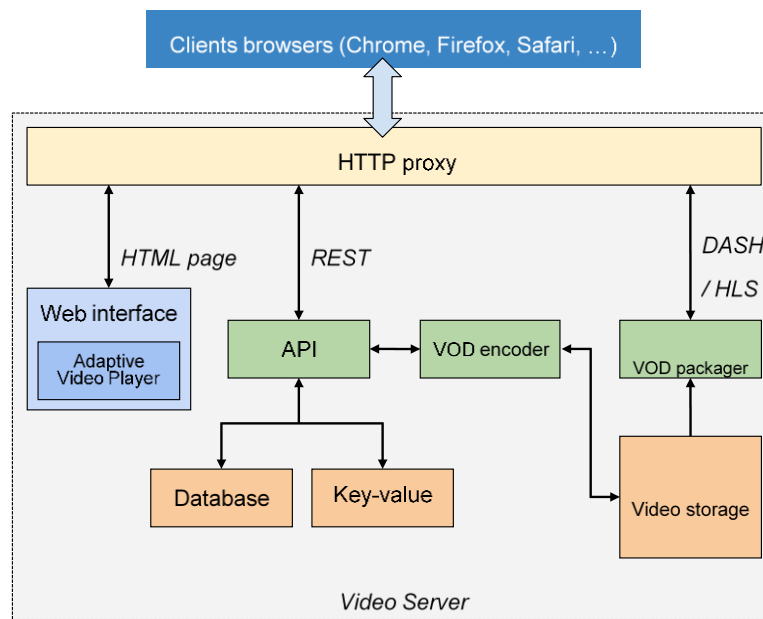 Clients browsers (Chrome, Firefox, Safari, …)
HTTP proxy
HTML page
REST
DASH
/ HLS
Web interface
Adaptive
Video Player
API
VOD encoder
VOD packager
Database
Key-value
Video storage
Video Server